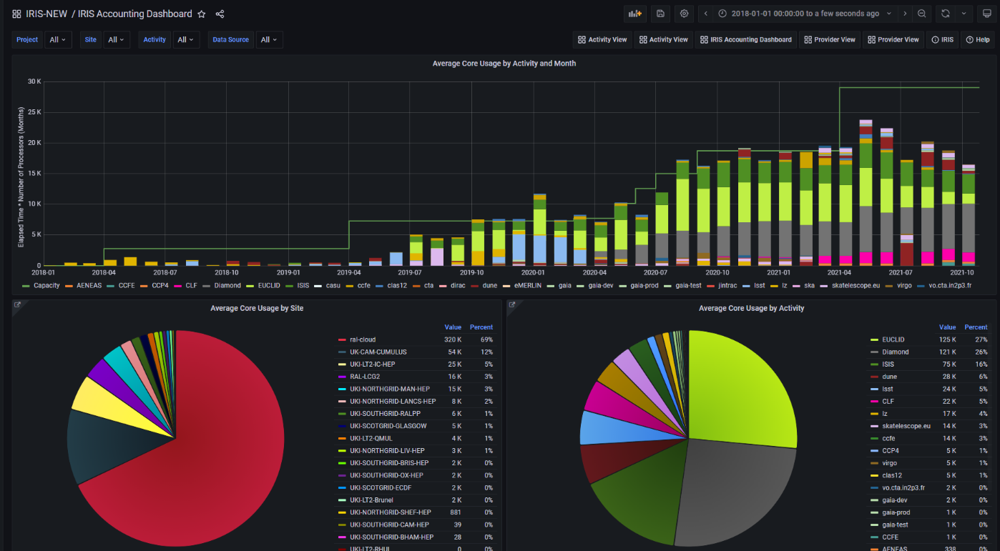 IRIS-NEW / IRIS Accounting Dashboard
2018-01-01 00:00:00 to a few seconds ago
Project All Site All Activity All Data Source All
Activity View Activity View IRIS Accounting Dashboard Provider View Provider View IRIS Help
Average Core Usage by Activity and Month
Elapsed Time * Number of Processors (Months)
30 K
25 K
20 K
15 K
10 K
5 K
0
2018-01 2018-04 2018-07 2018-10 2019-01 2019-04 2019-07 2019-10 2020-01 2020-04 2020-07 2020-10 2021-01 2021-04 2021-07 2021-10
Capacity AENEAS CCFE CCP4 CLF Diamond EUCLID ISIS casu ccfe clas12 cta dirac dune eMERLIN gaia gaia-dev gaia-prod gaia-test jintrac lsst lz ska skatelescope.eu virgo vo.cta.in2p3.fr
Average Core Usage by Site
Value Percent
ral-cloud 320 K 69%
UK-CAM-CUMULUS 54 K 12%
UKI-LT2-IC-HEP 25 K 5%
RAL-LCG2 16 K 3%
UKI-NORTHGRID-MAN-HEP 15 K 3%
UKI-NORTHGRID-LANCS-HEP 8 K 2%
UKI-SOUTHGRID-RALPP 6 K 1%
UKI-SCOTGRID-GLASGOW 5 K 1%
UKI-LT2-QMUL 4 K 1%
UKI-NORTHGRID-LIV-HEP 3 K 1%
UKI-SOUTHGRID-BRIS-HEP 2 K 0%
UKI-SOUTHGRID-OX-HEP 2 K 0%
UKI-SCOTGRID-ECDF 2 K 0%
UKI-LT2-Brunel 2 K 0%
UKI-NORTHGRID-SHEF-HEP 881 0%
UKI-SOUTHGRID-CAM-HEP 39 0%
UKI-SOUTHGRID-BHAM-HEP 28 0%
UKI-LT2-RHUL 0 0%
Average Core Usage by Activity
Value Percent
EUCLID 125 K 27%
Diamond 121 K 26%
ISIS 75 K 16%
dune 28 K 6%
lsst 24 K 5%
CLF 22 K 5%
lz 17 K 4%
skatelescope.eu 14 K 3%
ccfe 14 K 3%
CCP4 5 K 1%
virgo 5 K 1%
clas12 5 K 1%
vo.cta.in2p3.fr 2 K 0%
gaia-dev 2 K 0%
gaia-prod 1 K 0%
gaia-test 1 K 0%
CCFE 1 K 0%
AENEAS 338 0%